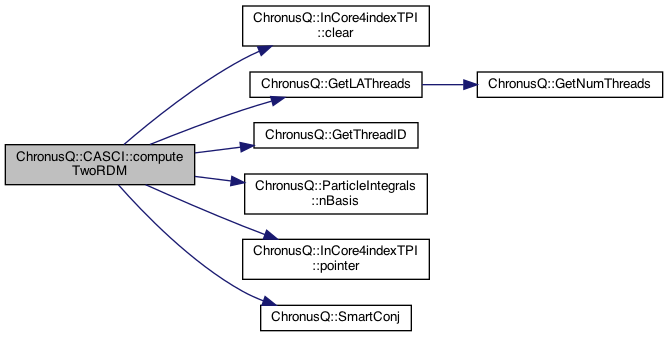 ChronusQ::CASCI::compute
TwoRDM
ChronusQ::InCore4indexTPI
::clear
ChronusQ::GetLAThreads
ChronusQ::GetNumThreads
ChronusQ::GetThreadID
ChronusQ::ParticleIntegrals
::nBasis
ChronusQ::InCore4indexTPI
::pointer
ChronusQ::SmartConj